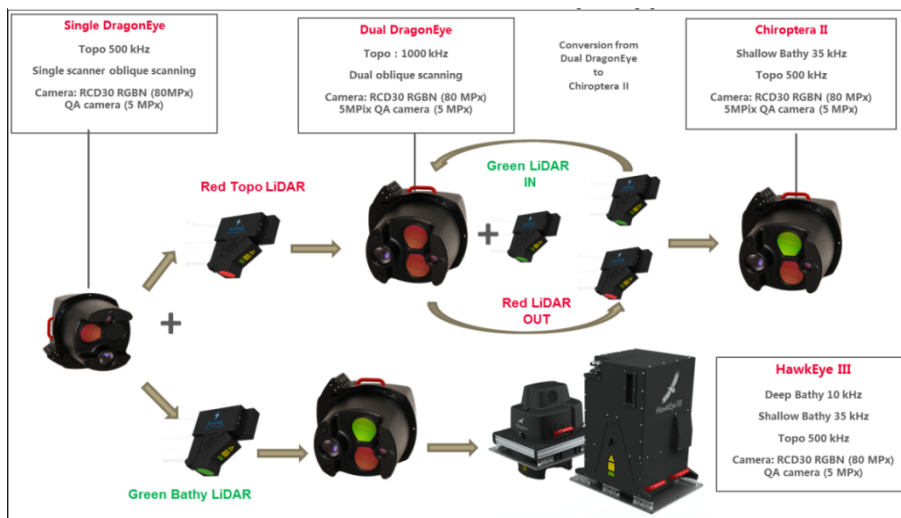 Single DragonEye
Topo 500 kHz
Single scanner oblique scanning
Camera: RCD30 RGBN (80MPx)
QA camera (5 MPx)
Dual DragonEye
Topo : 1000 kHz
Dual oblique scanning
Camera: RCD30 RGBN (80 MPx)
5MPix QA camera (5 MPx)
Conversion from
Dual DragonEye
to
Chiroptera II
Chiroptera II
Shallow Bathy 35 kHz
Topo 500 kHz
Camera: RCD30 RGBN (80 MPx)
5MPix QA camera (5 MPx)
Red Topo LiDAR
Green LiDAR
IN
+
+
Red LiDAR
OUT
Green Bathy LiDAR
HawkEye III
HawkEye III
Deep Bathy 10 kHz
Shallow Bathy 35 kHz
Topo 500 kHz
Camera: RCD30 RGBN (80 MPx)
QA camera (5 MPx)